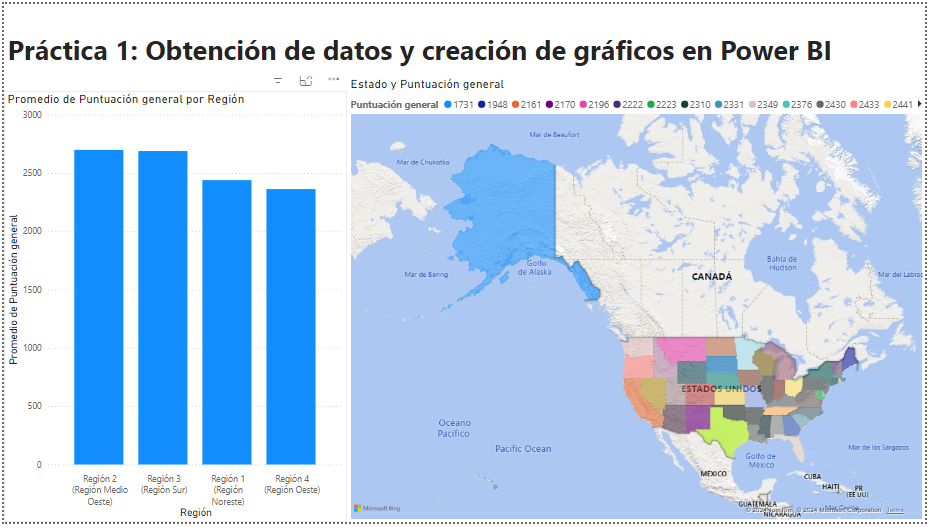 Práctica 1: Obtención de datos y creación de gráficos en Power BI
Promedio de Puntuación general por Región
Promedio de Puntuación general
3000
2500
2000
1500
1000
500
0
Región 2
(Región Medio
Oeste)
Región 3
(Región Sur)
Región 1
(Región
Noreste)
Región 4
(Región Oeste)
Región
Estado y Puntuación general
Puntuación general 1731 1948 2161 2170 2196 2222 2223 2310 2331 2349 2376 2430 2433 2441
Mar de Beaufort
Mar de Chukotka
Golfo
de Alaska
Mar de Bering
Bahía de
Hudson
Mar del Labrac
CANADÁ
ESTADOS UNIDOS
Océano
Pacífico
Pacific Ocean
Mar de los Sargazos
Golfo de
México
MÉXICO
CUBA
HAITI
PR
(EE UU)
GUATEMALA
NICARAGUA
Microsoft Bing
© 2024 TomTom, © 2024 Microsoft Corporation Terms